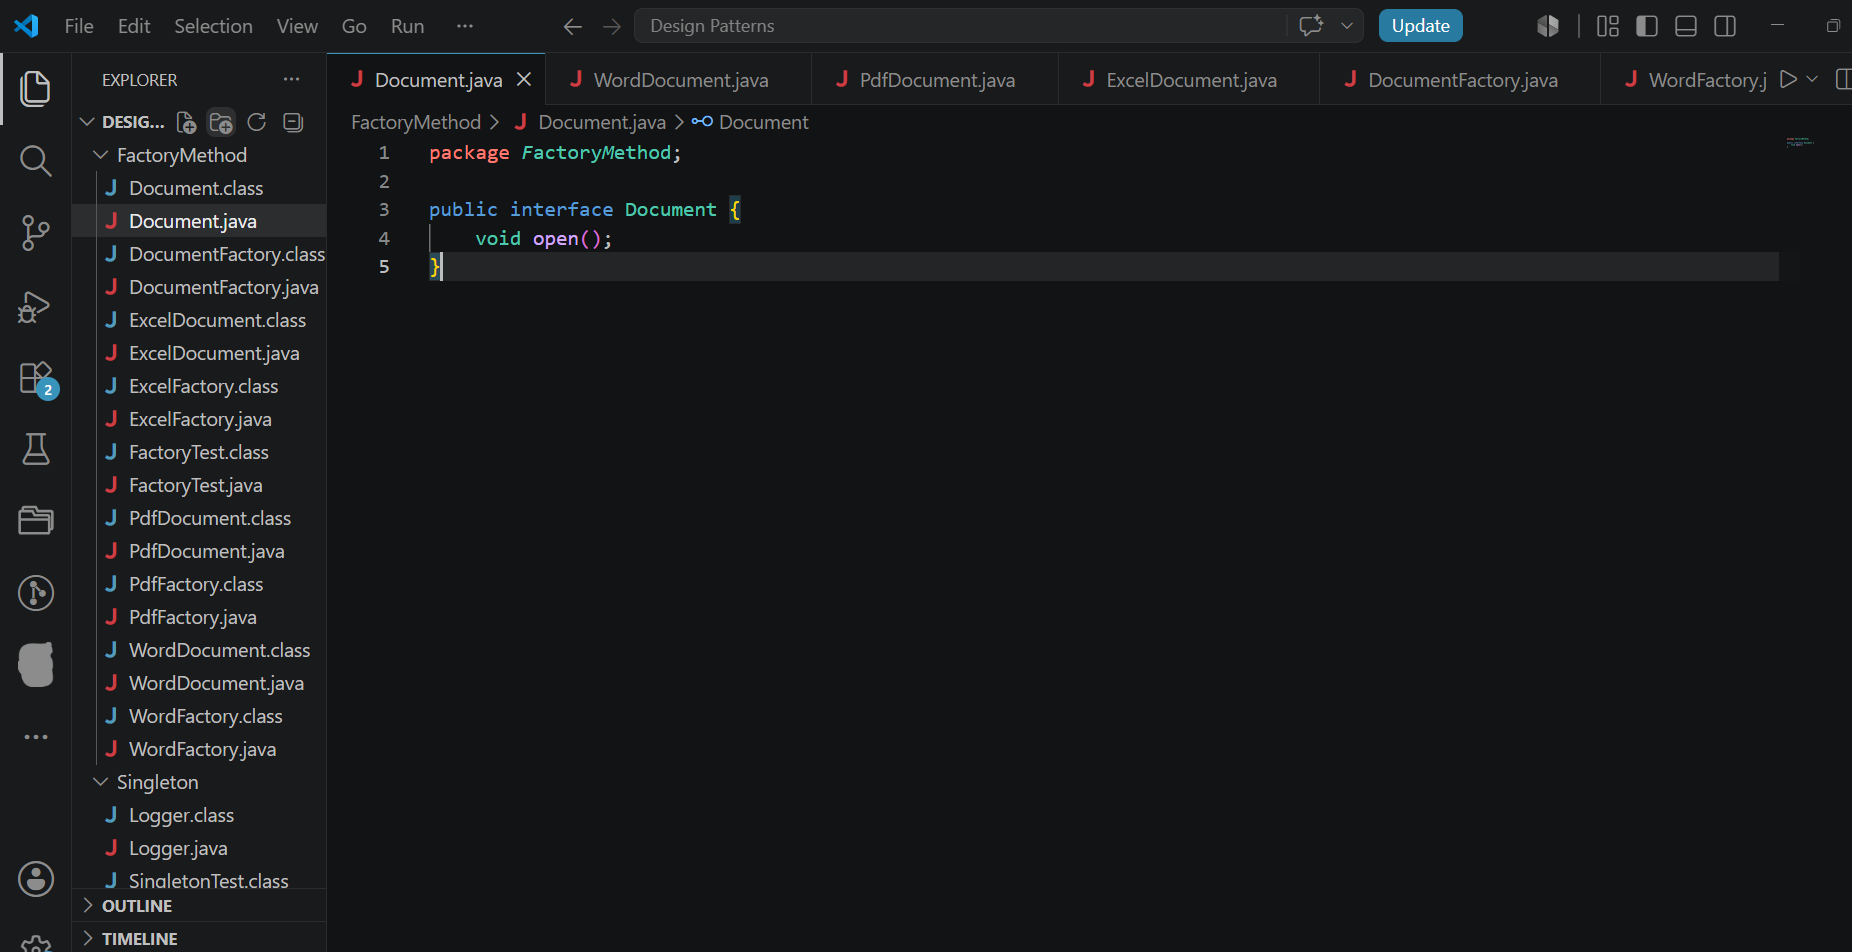 File Edit Selection View Go Run ··· Design Patterns Update
EXPLORER ···
DESIG...
FactoryMethod
Document.class
Document.java
DocumentFactory.class
DocumentFactory.java
ExcelDocument.class
ExcelDocument.java
ExcelFactory.class
ExcelFactory.java
FactoryTest.class
FactoryTest.java
PdfDocument.class
PdfDocument.java
PdfFactory.class
PdfFactory.java
WordDocument.class
WordDocument.java
WordFactory.class
WordFactory.java
Singleton
Logger.class
Logger.java
SingletonTest.class
OUTLINE
TIMELINE
2
J Document.java J WordDocument.java J PdfDocument.java J ExcelDocument.java J DocumentFactory.java J WordFactory.j
FactoryMethod > J Document.java > Document
1 package FactoryMethod;
2
3 public interface Document {
4     void open();
5 }